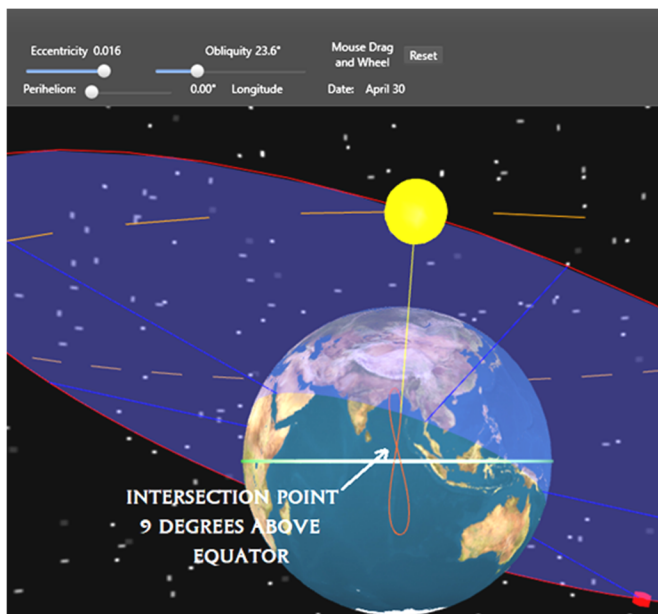 Eccentricity 0.016 Obliquity 23.6° Mouse Drag
and Wheel Reset
Perihelion: 0.00° Longitude Date: April 30
INTERSECTION POINT
9 DEGREES ABOVE
EQUATOR